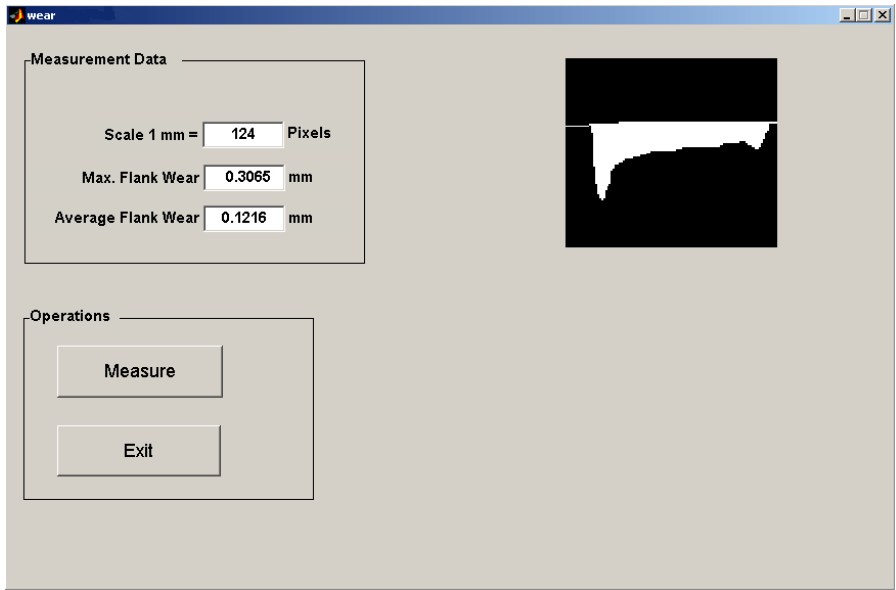 wear
Measurement Data
Scale 1 mm = 124 Pixels
Max. Flank Wear 0.3065 mm
Average Flank Wear 0.1216 mm
Operations
Measure
Exit